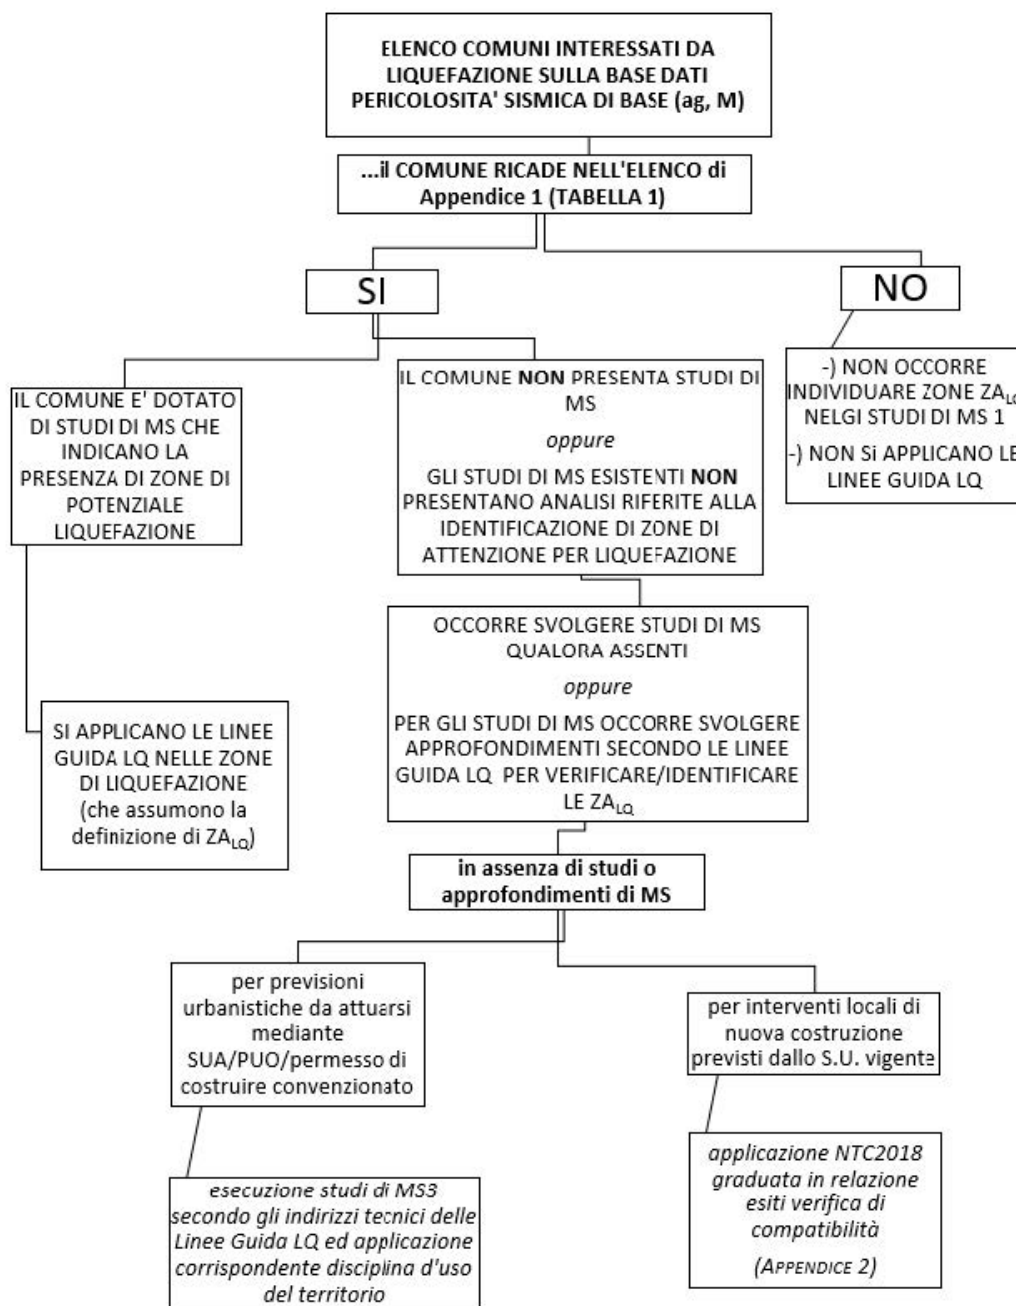 ELENCO COMUNI INTERESSATI DA
LIQUEFAZIONE SULLA BASE DATI
PERICOLOSITA' SISMICA DI BASE (ag, M)
...il COMUNE RICADE NELL'ELENCO di
Appendice 1 (TABELLA 1)
SI
NO
IL COMUNE E' DOTATO
DI STUDI DI MS CHE
INDICANO LA
PRESENZA DI ZONE DI
POTENZIALE
LIQUEFAZIONE
IL COMUNE NON PRESENTA STUDI DI
MS
oppure
GLI STUDI DI MS ESISTENTI NON
PRESENTANO ANALISI RIFERITE ALLA
IDENTIFICAZIONE DI ZONE DI
ATTENZIONE PER LIQUEFAZIONE
-) NON OCCORRE
INDIVIDUARE ZONE ZALQ
NELGI STUDI DI MS 1
-) NON Si APPLICANO LE
LINEE GUIDA LQ
SI APPLICANO LE LINEE
GUIDA LQ NELLE ZONE
DI LIQUEFAZIONE
(che assumono la
definizione di ZALQ)
OCCORRE SVOLGERE STUDI DI MS
QUALORA ASSENTI
oppure
PER GLI STUDI DI MS OCCORRE SVOLGERE
APPROFONDIMENTI SECONDO LE LINEE
GUIDA LQ PER VERIFICARE/IDENTIFICARE
LE ZALQ
in assenza di studi o
approfondimenti di MS
per previsioni
urbanistiche da attuarsi
mediante
SUA/PUO/permesso di
costruire convenzionato
per interventi locali di
nuova costruzione
previsti dallo S.U. vigente
esecuzione studi di MS3
secondo gli indirizzi tecnici delle
Linee Guida LQ ed applicazione
corrispondente disciplina d'uso
del territorio
applicazione NTC2018
graduata in relazione
esiti verifica di
compatibilità
(APPENDICE 2)